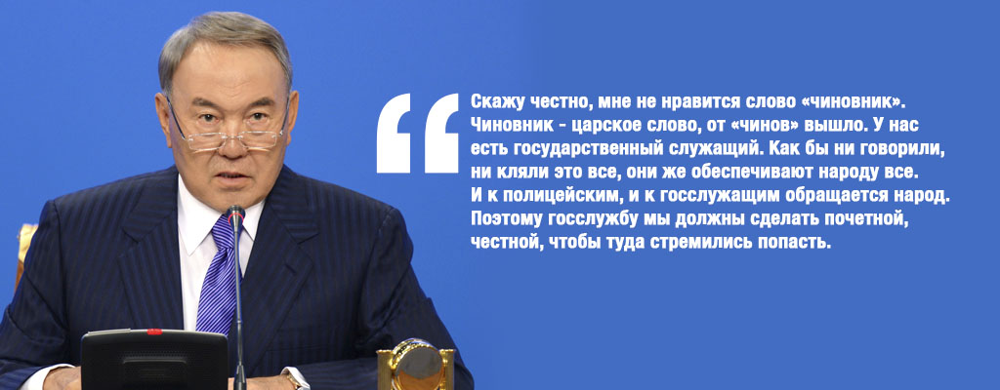 Скажу честно, мне не нравится слово «чиновник».
Чиновник - царское слово, от «чинов» вышло. У нас
есть государственный служащий. Как бы ни говорили,
ни кляли это все, они же обеспечивают народу все.
И к полицейским, и к госслужащим обращается народ.
Поэтому госслужбу мы должны сделать почетной,
честной, чтобы туда стремились попасть.